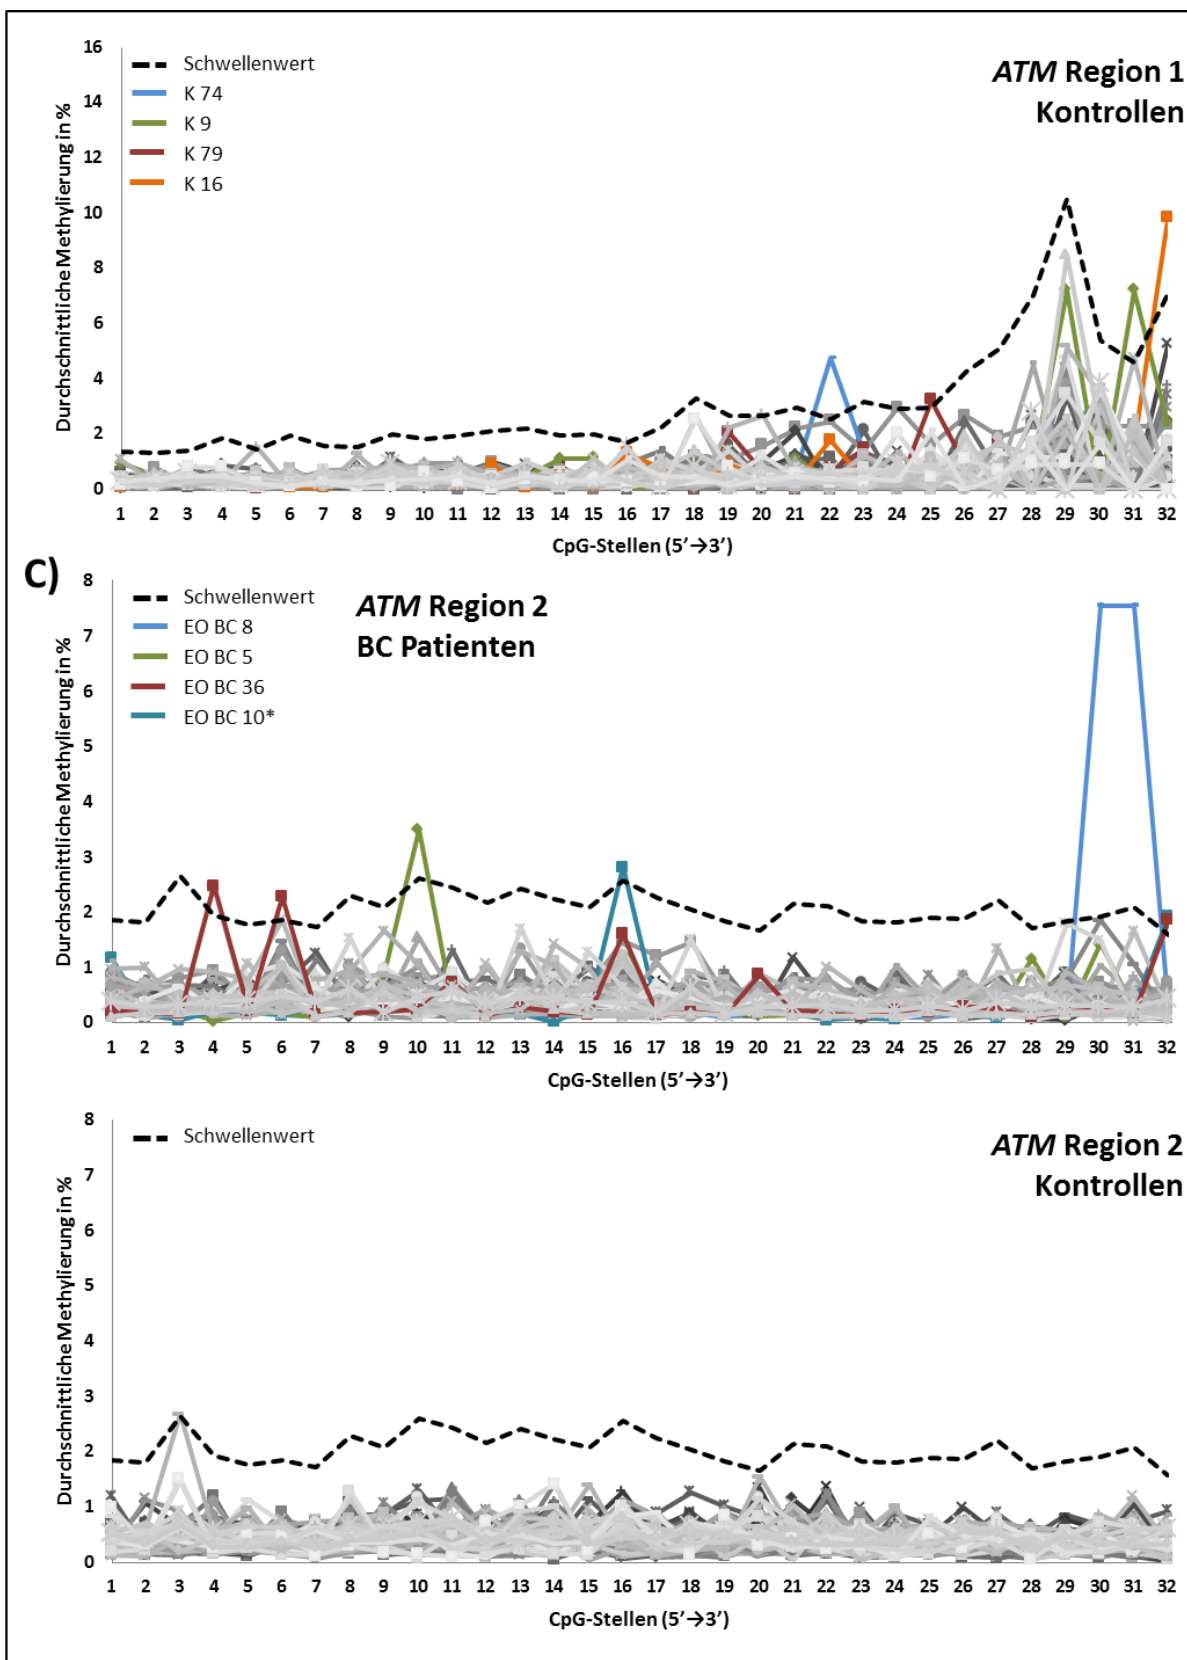 ATM Region 1
Kontrollen
Durchschnittliche Methylierung in %
16
14
12
10
8
6
4
2
0
Schwellenwert
K 74
K 9
K 79
K 16
1 2 3 4 5 6 7 8 9 10 11 12 13 14 15 16 17 18 19 20 21 22 23 24 25 26 27 28 29 30 31 32
CpG-Stellen (5'→3')
C)
ATM Region 2
BC Patienten
Durchschnittliche Methylierung in %
8
7
6
5
4
3
2
1
0
Schwellenwert
EO BC 8
EO BC 5
EO BC 36
EO BC 10*
1 2 3 4 5 6 7 8 9 10 11 12 13 14 15 16 17 18 19 20 21 22 23 24 25 26 27 28 29 30 31 32
CpG-Stellen (5'→3')
ATM Region 2
Kontrollen
Durchschnittliche Methylierung in %
8
7
6
5
4
3
2
1
0
Schwellenwert
1 2 3 4 5 6 7 8 9 10 11 12 13 14 15 16 17 18 19 20 21 22 23 24 25 26 27 28 29 30 31 32
CpG-Stellen (5'→3')